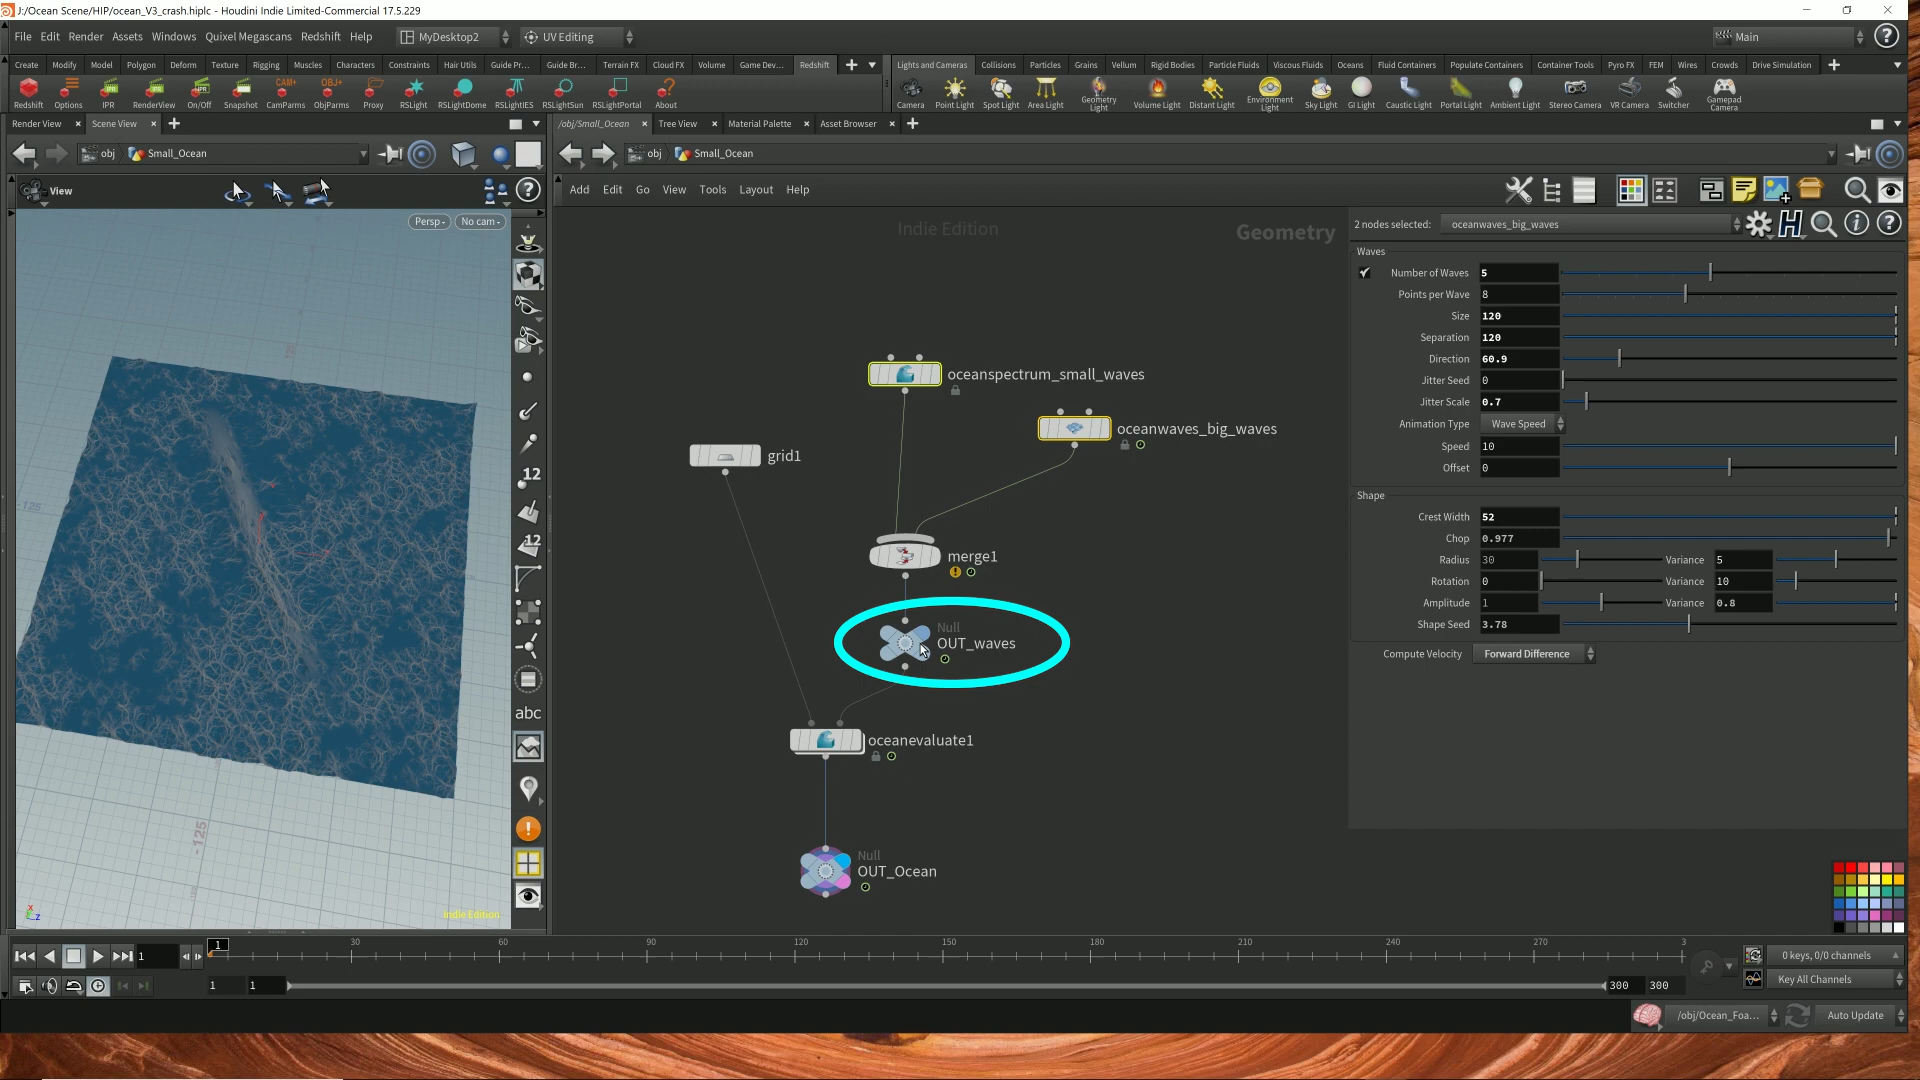 J:/Ocean Scene/HIP/ocean_V3_crash.hiplc - Houdini Indie Limited-Commercial 17.5.229
File Edit Render Assets Windows Quixel Megascans Redshift Help MyDesktop2 UV Editing Main
Create Modify Model Polygon Deform Texture Rigging Muscles Characters Constraints Hair Utils Guide Pr... Guide Br... Terrain FX Cloud FX Volume Game Dev... Redshift
Lights and Cameras Collisions Particles Grains Vellum Rigid Bodies Particle Fluids Viscous Fluids Oceans Fluid Containers Populate Containers Container Tools Pyro FX FEM Wires Crowds Drive Simulation
Redshift Options IPR RenderView On/Off Snapshot CamParms ObjParms Proxy RSLight RSLightDome RSLightIES RSLightSun RSLightPortal About
Camera Point Light Spot Light Area Light Geometry Light Volume Light Distant Light Environment Light Sky Light GI Light Caustic Light Portal Light Ambient Light Stereo Camera VR Camera Switcher Gamepad Camera
Render View Scene View
/obj/Small_Ocean Tree View Material Palette Asset Browser
obj Small_Ocean
obj Small_Ocean
View
Add Edit Go View Tools Layout Help
Persp No cam
Indie Edition
Geometry
2 nodes selected: oceanwaves_big_waves
Waves
Number of Waves 5
Points per Wave 8
Size 120
Separation 120
Direction 60.9
Jitter Seed 0
Jitter Scale 0.7
Animation Type Wave Speed
Speed 10
Offset 0
Shape
Crest Width 52
Chop 0.977
Radius 30 Variance 5
Rotation 0 Variance 10
Amplitude 1 Variance 0.8
Shape Seed 3.78
Compute Velocity Forward Difference
oceanspectrum_small_waves
oceanwaves_big_waves
grid1
merge1
Null
OUT_waves
oceanevaluate1
Null
OUT_Ocean
12
12
abc
-125
-125
Indie Edition
1 1 30 60 90 120 150 180 210 240 270 3
0 keys, 0/0 channels
1 1 300 300
Key All Channels
/obj/Ocean_Foa... Auto Update